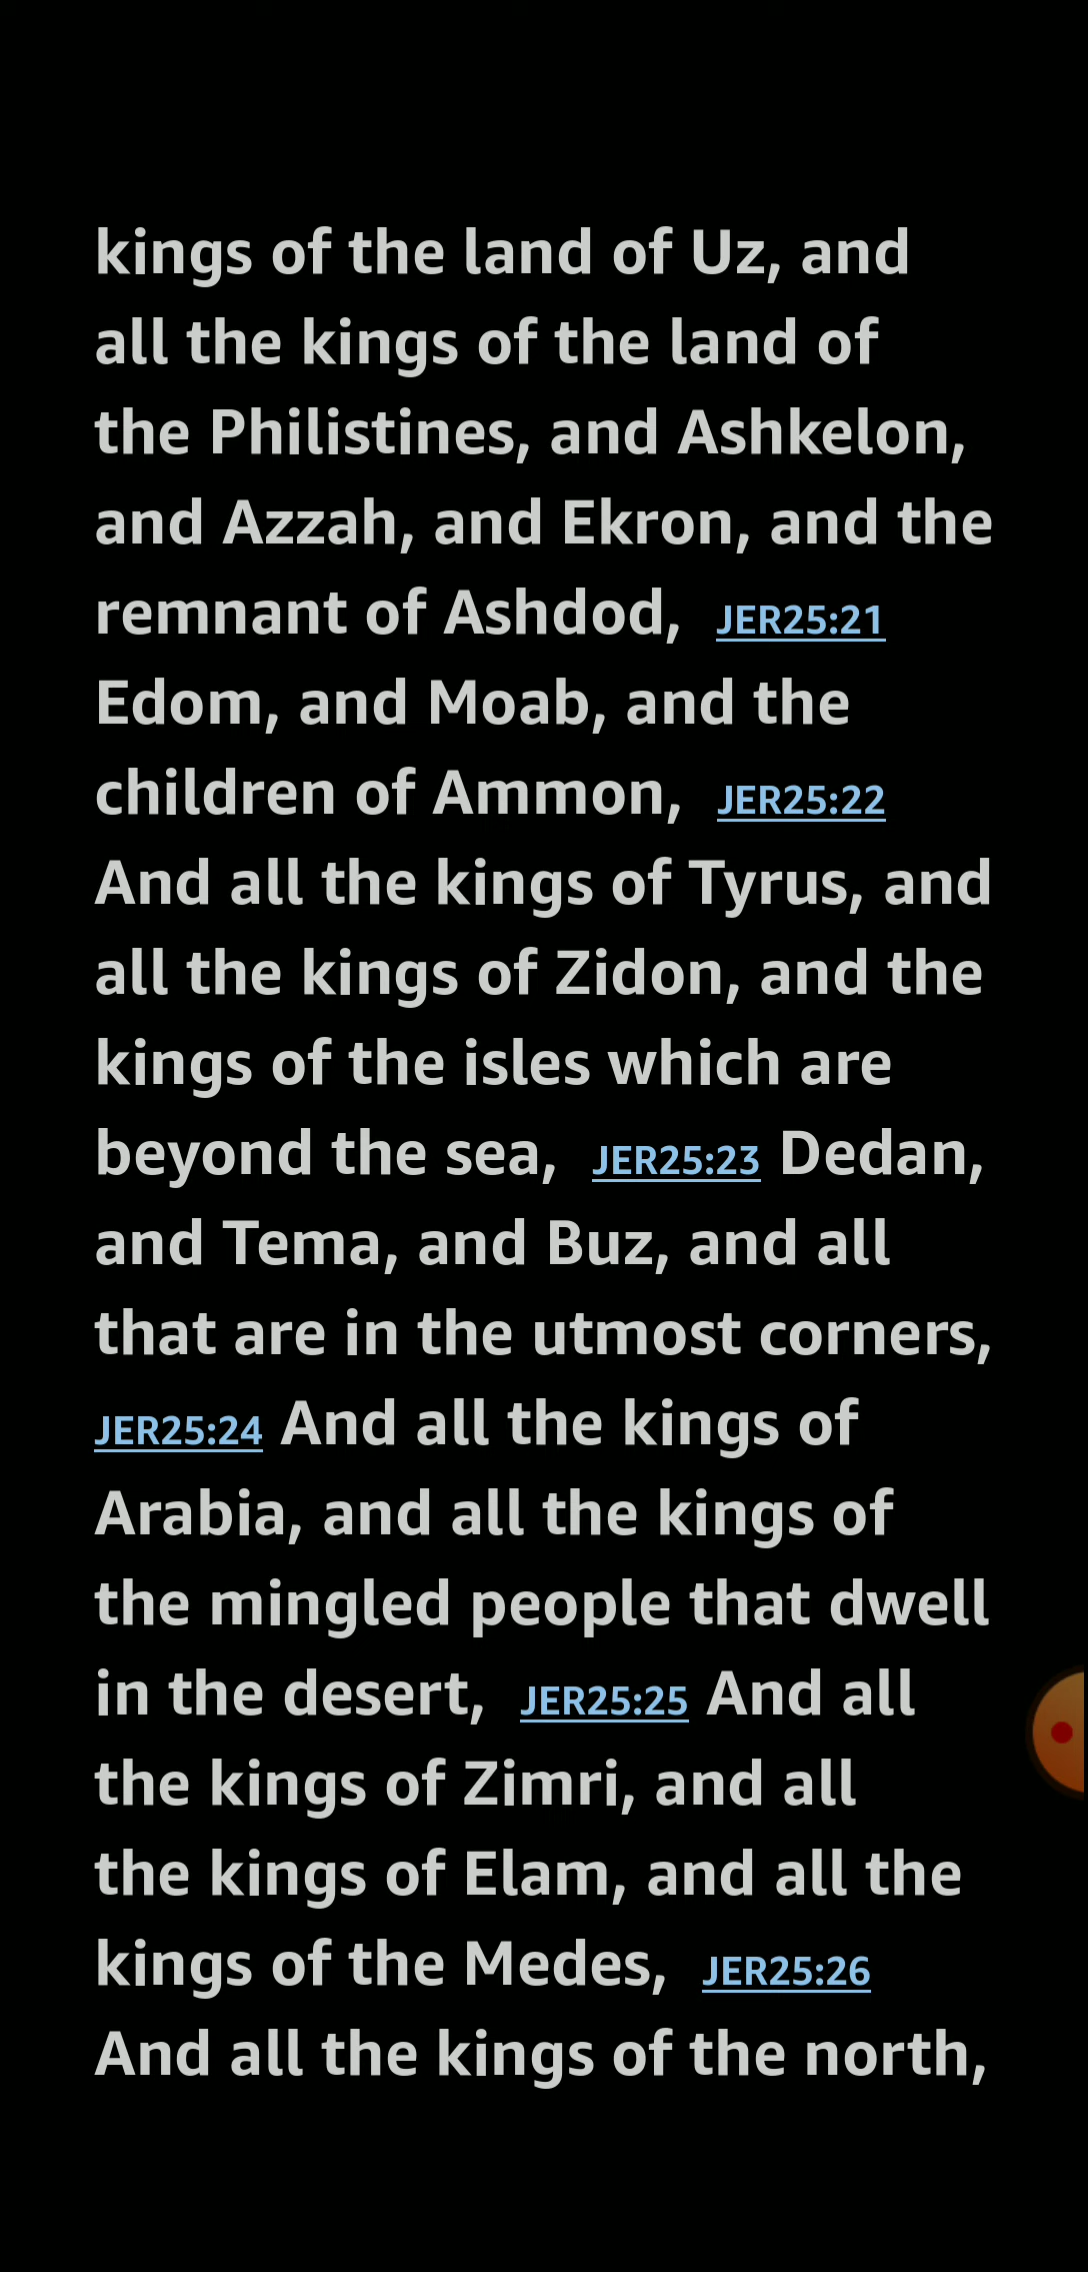 kings of the land of Uz, and
all the kings of the land of
the Philistines, and Ashkelon,
and Azzah, and Ekron, and the
remnant of Ashdod, JER25:21
Edom, and Moab, and the
children of Ammon, JER25:22
And all the kings of Tyrus, and
all the kings of Zidon, and the
kings of the isles which are
beyond the sea, JER25:23 Dedan,
and Tema, and Buz, and all
that are in the utmost corners,
JER25:24 And all the kings of
Arabia, and all the kings of
the mingled people that dwell
in the desert, JER25:25 And all
the kings of Zimri, and all
the kings of Elam, and all the
kings of the Medes, JER25:26
And all the kings of the north,